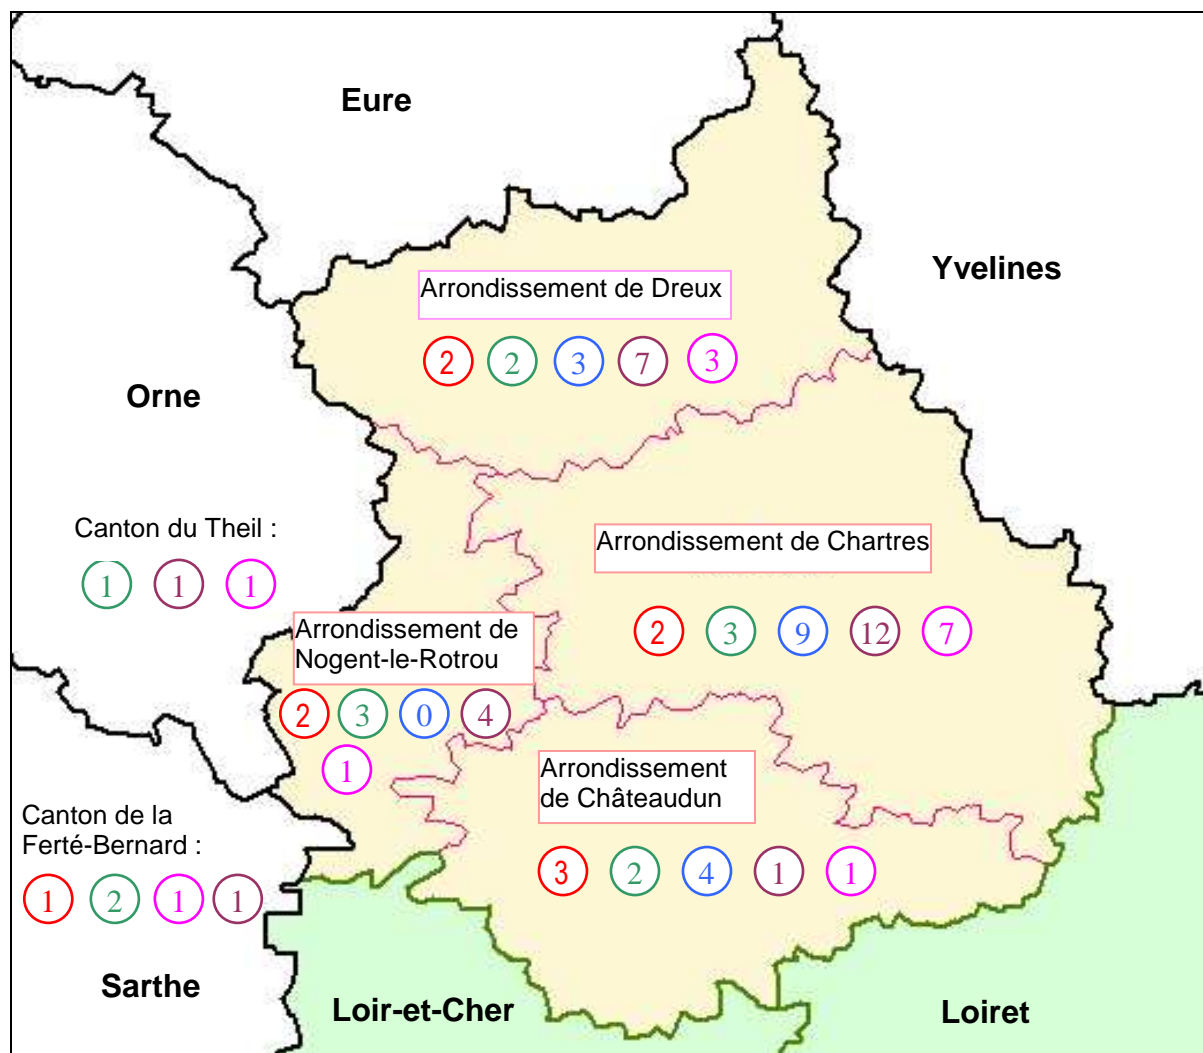 Eure
Yvelines
Arrondissement de Dreux
2 2 3 7 3
Orne
Canton du Theil :
1 1 1
Arrondissement de Chartres
2 3 9 12 7
Arrondissement de
Nogent-le-Rotrou
2 3 0 4
1
Arrondissement
de Châteaudun
3 2 4 1 1
Canton de la
Ferté-Bernard :
1 2 1 1
Sarthe
Loir-et-Cher
Loiret